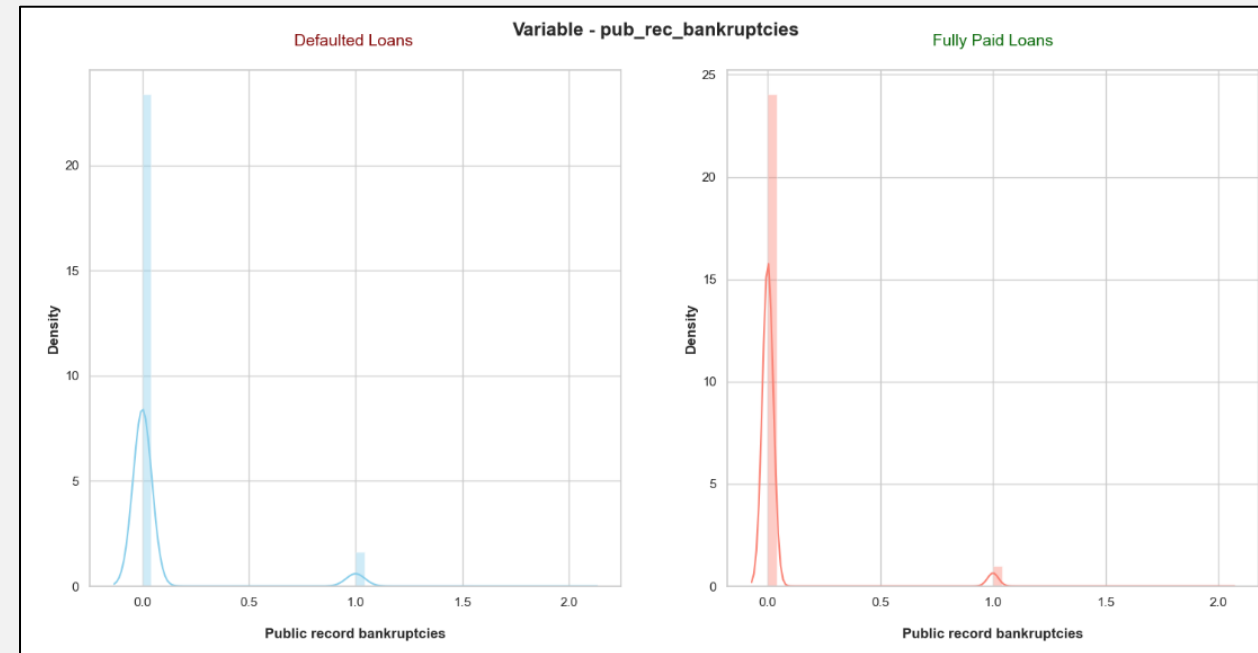 Variable - pub_rec_bankruptcies
Defaulted Loans
Fully Paid Loans
20
15
10
5
0
Density
0.0 0.5 1.0 1.5 2.0
Public record bankruptcies
25
20
15
10
5
0
Density
0.0 0.5 1.0 1.5 2.0
Public record bankruptcies